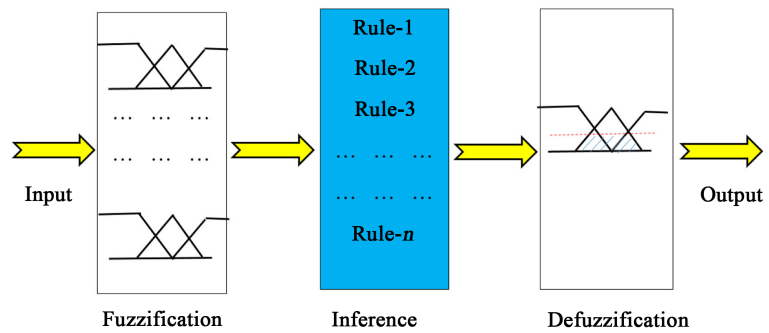 Rule-1
Rule-2
Rule-3
... ... ...
... ... ...
... ... ...
... ... ...
Rule-n
Input
Output
Fuzzification
Inference
Defuzzification